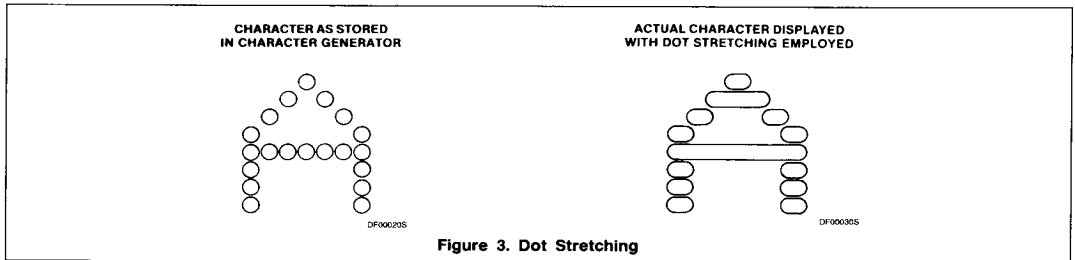 CHARACTER AS STORED
IN CHARACTER GENERATOR
ACTUAL CHARACTER DISPLAYED
WITH DOT STRETCHING EMPLOYED
DF00020S
DF00030S
Figure 3. Dot Stretching